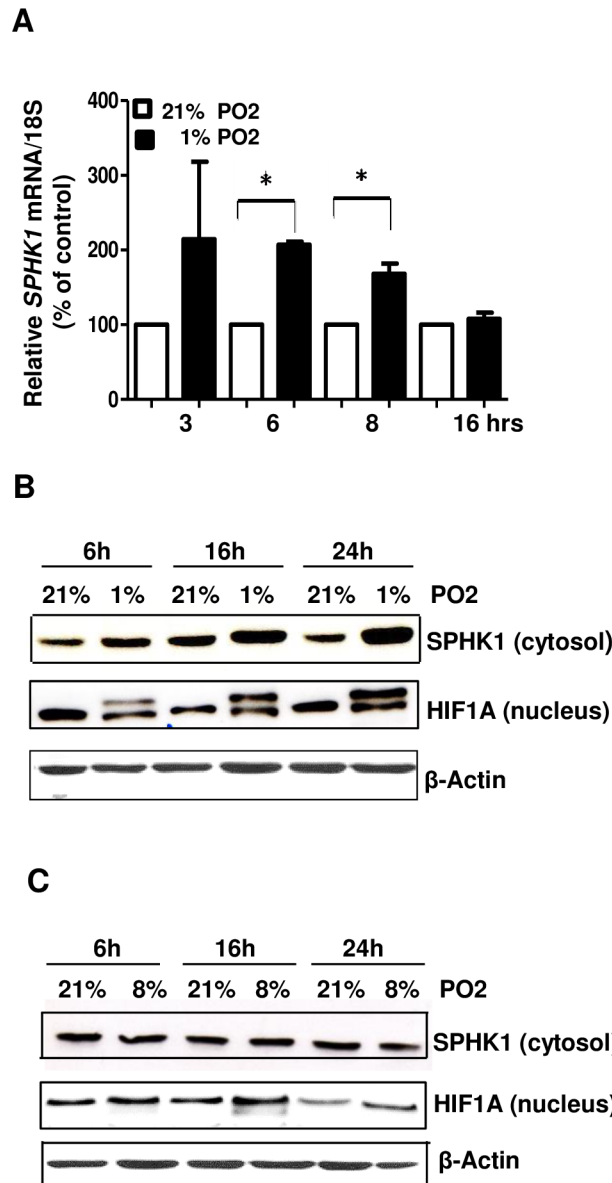 A
Relative SPHK1 mRNA/18S
(% of control)
400
300
200
100
0
21% PO2
1% PO2
*
*
3 6 8 16 hrs
B
6h 16h 24h
21% 1% 21% 1% 21% 1% PO2
SPHK1 (cytosol)
HIF1A (nucleus)
β-Actin
C
6h 16h 24h
21% 8% 21% 8% 21% 8% PO2
SPHK1 (cytosol
HIF1A (nucleus)
β-Actin